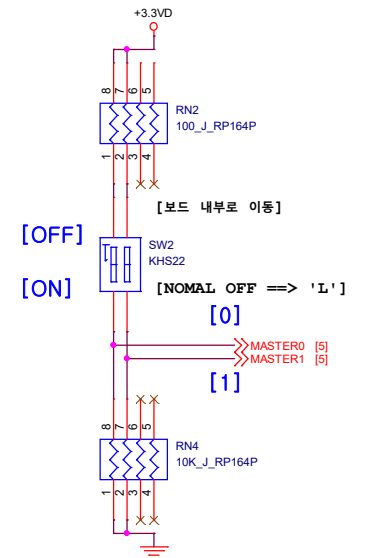 +3.3VD
8 7 6 5
RN2
100_J_RP164P
1 2 3 4
[보드 내부로 이동]
[OFF]
SW2
KHS22
[ON]
[NOMAL OFF ==> 'L']
[0]
MASTER0 [5]
MASTER1 [5]
[1]
8 7 6 5
RN4
10K_J_RP164P
1 2 3 4